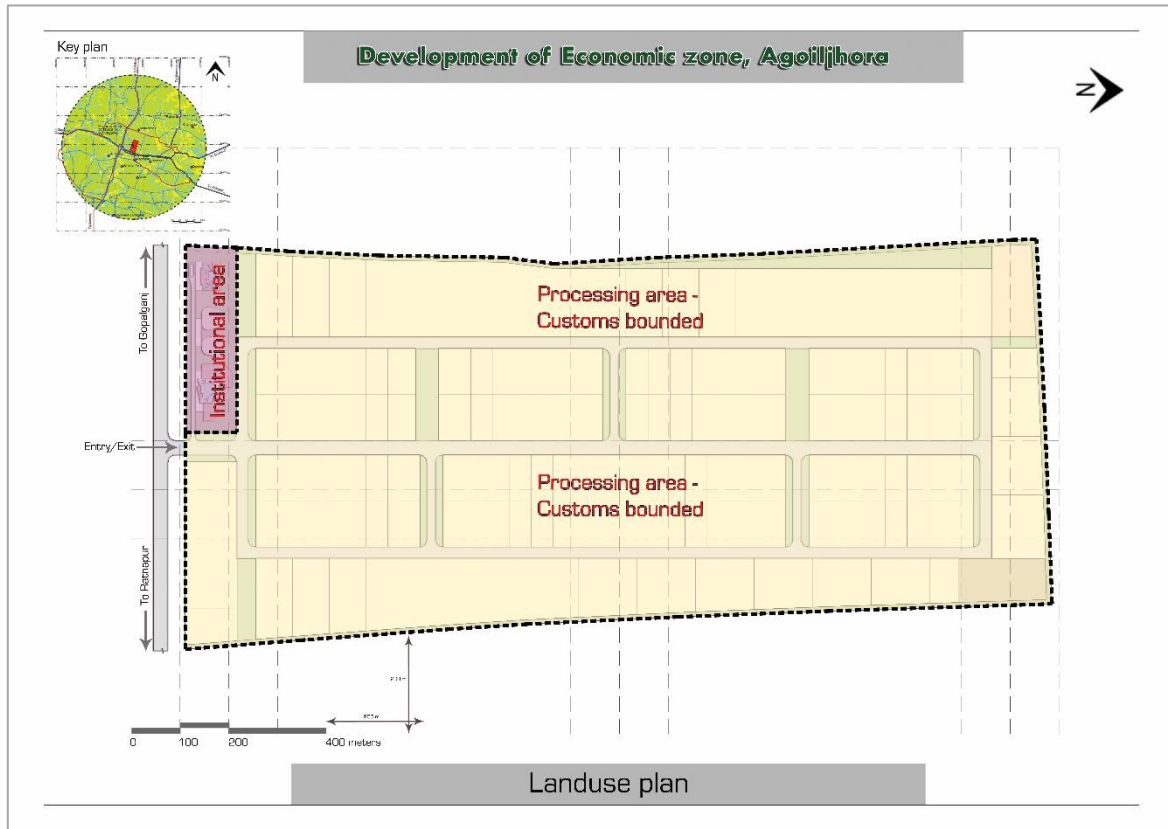 Key plan
Development of Economic zone, Agoiljhora
N
N
To Gopalganj
Institutional area
Processing area -
Customs bounded
Entry/Exit
Processing area -
Customs bounded
To Ratnapur
0 100 200 400 meters
Landuse plan